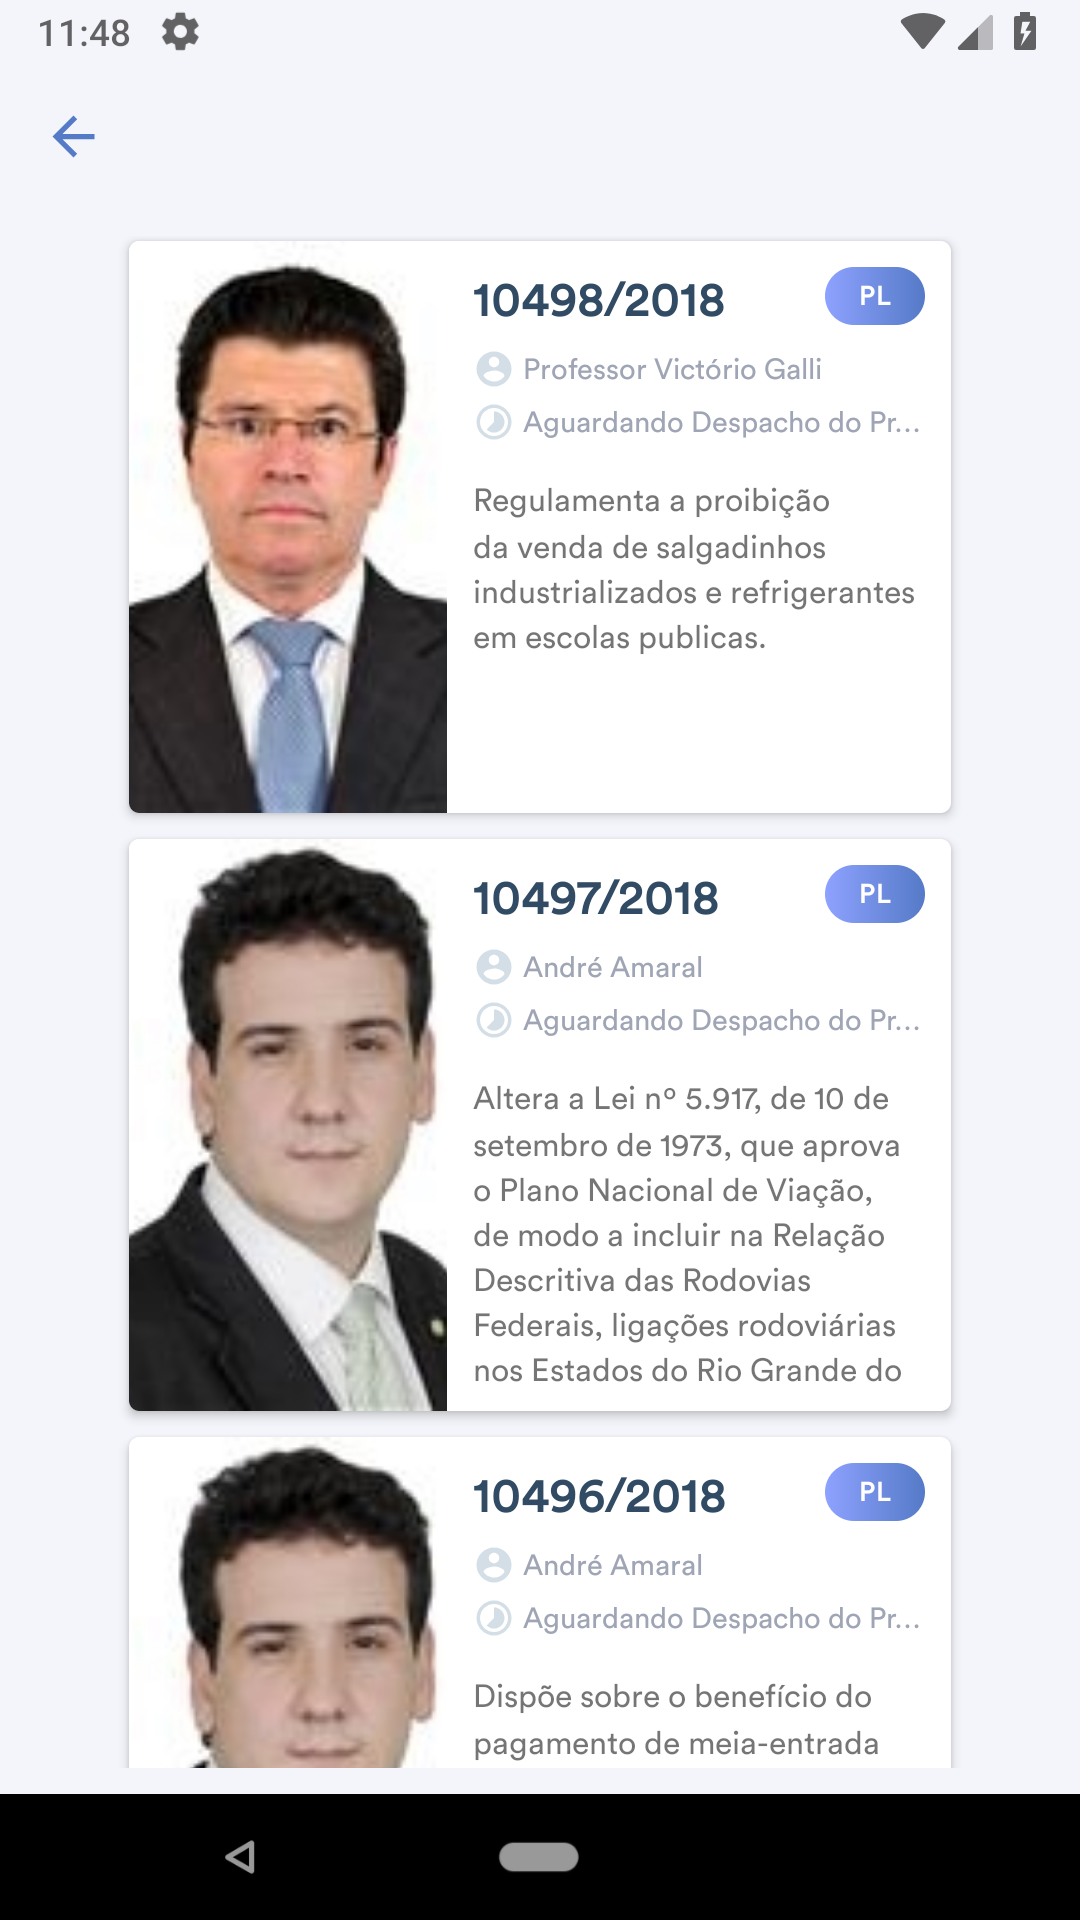 11:48
10498/2018
PL
Professor Victório Galli
Aguardando Despacho do Pr...
Regulamenta a proibição
da venda de salgadinhos
industrializados e refrigerantes
em escolas publicas.
10497/2018
PL
André Amaral
Aguardando Despacho do Pr...
Altera a Lei nº 5.917, de 10 de
setembro de 1973, que aprova
o Plano Nacional de Viação,
de modo a incluir na Relação
Descritiva das Rodovias
Federais, ligações rodoviárias
nos Estados do Rio Grande do
10496/2018
PL
André Amaral
Aguardando Despacho do Pr...
Dispõe sobre o benefício do
pagamento de meia-entrada